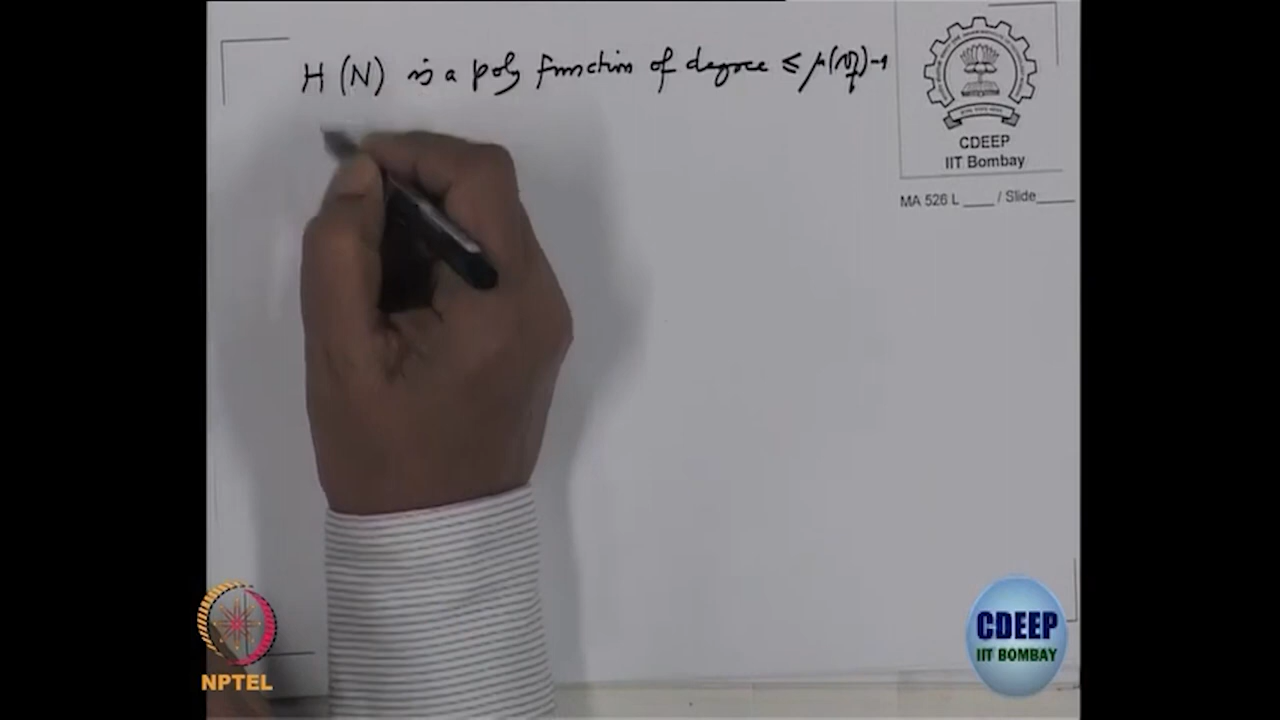 H (N) is a poly function of degree ≤ μ(𝔮)-1
CDEEP
IIT Bombay
MA 526 L ____ / Slide____
NPTEL
CDEEP
IIT BOMBAY